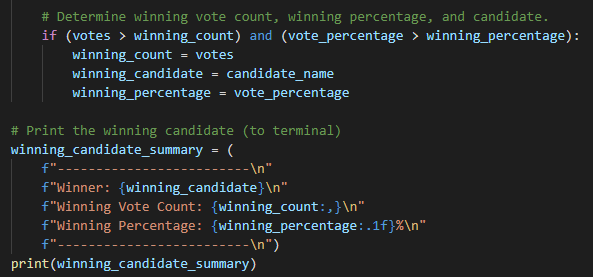 # Determine winning vote count, winning percentage, and candidate.
if (votes > winning_count) and (vote_percentage > winning_percentage):
winning_count = votes
winning_candidate = candidate_name
winning_percentage = vote_percentage
# Print the winning candidate (to terminal)
winning_candidate_summary = (
f"-------------------------\n"
f"Winner: {winning_candidate}\n"
f"Winning Vote Count: {winning_count:,}\n"
f"Winning Percentage: {winning_percentage:.1f}%\n"
f"-------------------------\n")
print(winning_candidate_summary)